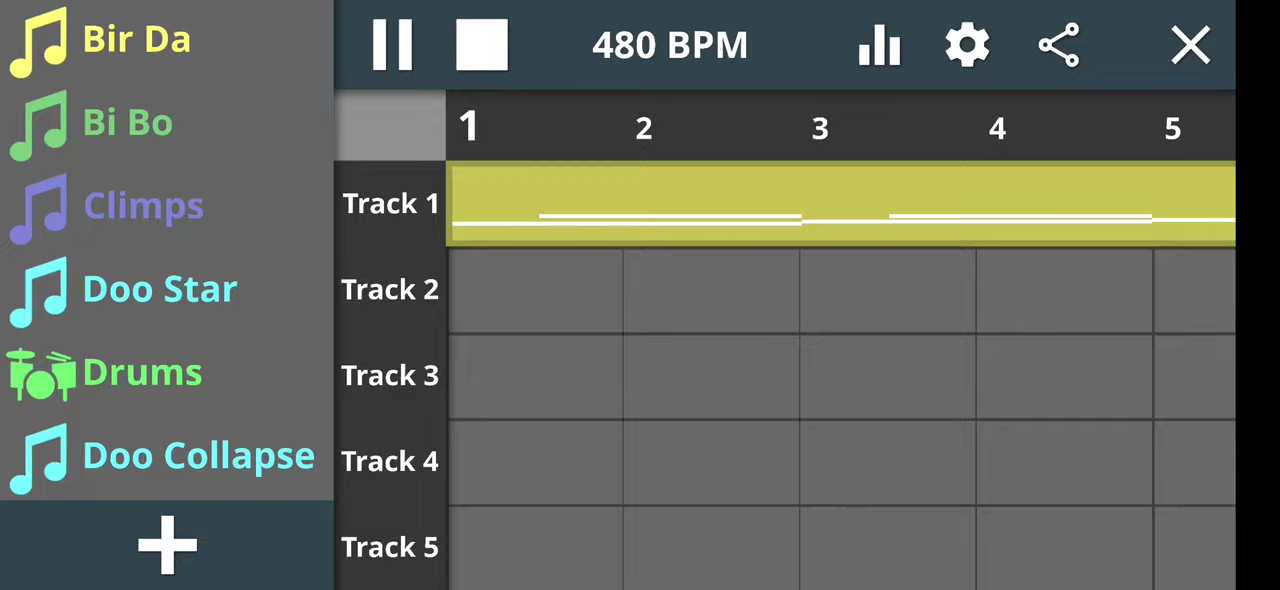 Bir Da
Bi Bo
Climps
Doo Star
Drums
Doo Collapse
480 BPM
1 2 3 4 5
Track 1
Track 2
Track 3
Track 4
Track 5